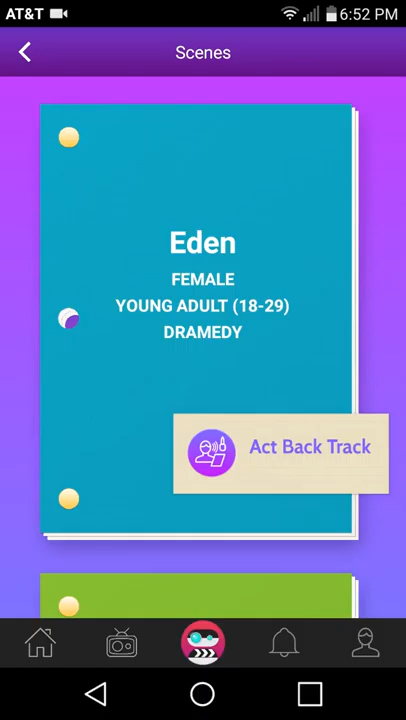 AT&T 6:52 PM
Scenes
Eden
FEMALE
YOUNG ADULT (18-29)
DRAMEDY
Act Back Track